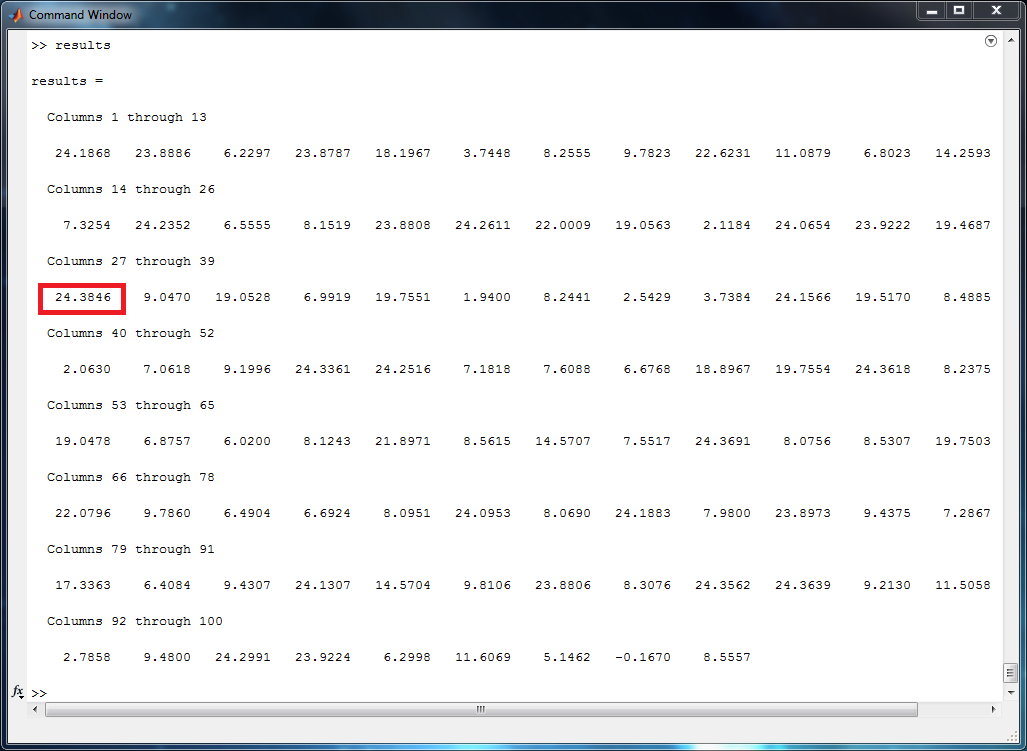 Command Window
>> results
results =
Columns 1 through 13
24.1868 23.8886 6.2297 23.8787 18.1967 3.7448 8.2555 9.7823 22.6231 11.0879 6.8023 14.2593
Columns 14 through 26
7.3254 24.2352 6.5555 8.1519 23.8808 24.2611 22.0009 19.0563 2.1184 24.0654 23.9222 19.4687
Columns 27 through 39
24.3846 9.0470 19.0528 6.9919 19.7551 1.9400 8.2441 2.5429 3.7384 24.1566 19.5170 8.4885
Columns 40 through 52
2.0630 7.0618 9.1996 24.3361 24.2516 7.1818 7.6088 6.6768 18.8967 19.7554 24.3618 8.2375
Columns 53 through 65
19.0478 6.8757 6.0200 8.1243 21.8971 8.5615 14.5707 7.5517 24.3691 8.0756 8.5307 19.7503
Columns 66 through 78
22.0796 9.7860 6.4904 6.6924 8.0951 24.0953 8.0690 24.1883 7.9800 23.8973 9.4375 7.2867
Columns 79 through 91
17.3363 6.4084 9.4307 24.1307 14.5704 9.8106 23.8806 8.3076 24.3562 24.3639 9.2130 11.5058
Columns 92 through 100
2.7858 9.4800 24.2991 23.9224 6.2998 11.6069 5.1462 -0.1670 8.5557
fx >>